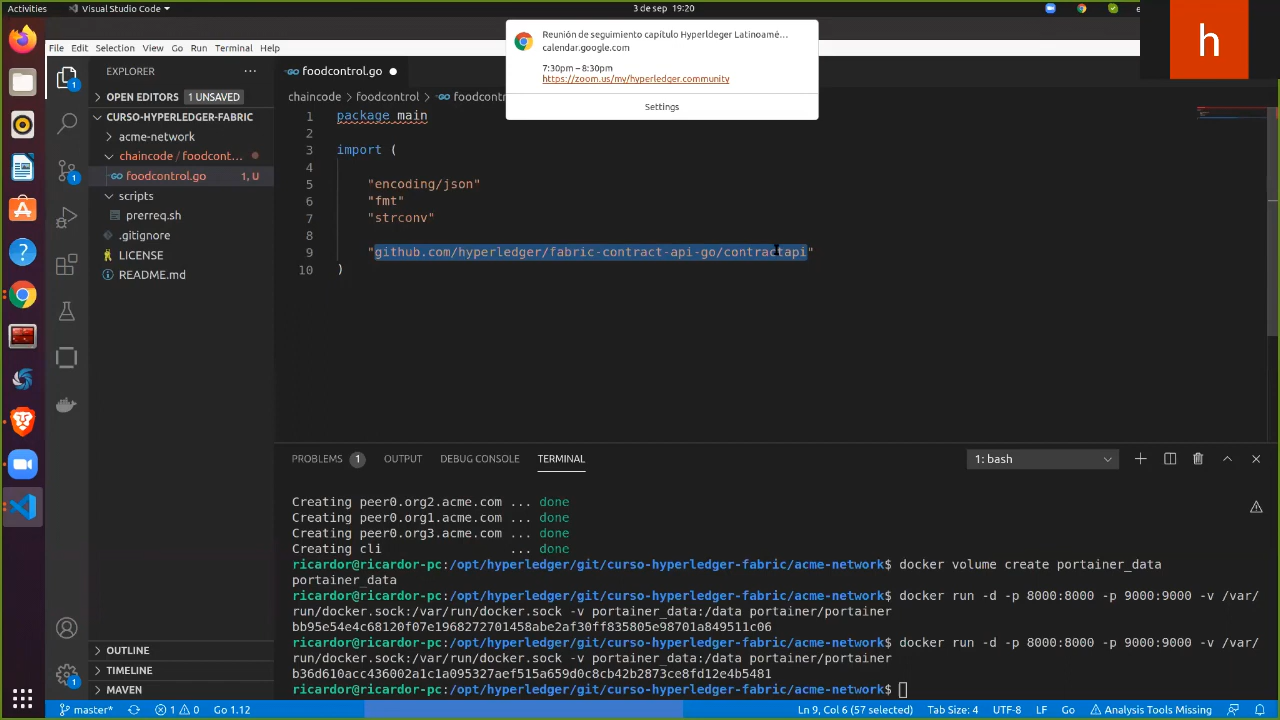 Activities
Visual Studio Code
3 de sep 19:20
File Edit Selection View Go Run Terminal Help
Reunión de seguimiento capitulo Hyperldeger Latinoamé...
calendar.google.com
7:30pm – 8:30pm
https://zoom.us/my/hyperledger.community
Settings
h
EXPLORER
OPEN EDITORS 1 UNSAVED
CURSO-HYPERLEDGER-FABRIC
acme-network
chaincode / foodcont...
foodcontrol.go 1, U
scripts
prerreq.sh
.gitignore
LICENSE
README.md
OUTLINE
TIMELINE
MAVEN
foodcontrol.go
chaincode > foodcontrol > foodcontr
1 package main
2
3 import (
4
5 "encoding/json"
6 "fmt"
7 "strconv"
8
9 "github.com/hyperledger/fabric-contract-api-go/contractapi"
10 )
PROBLEMS 1 OUTPUT DEBUG CONSOLE TERMINAL
1: bash
Creating peer0.org2.acme.com ... done
Creating peer0.org1.acme.com ... done
Creating peer0.org3.acme.com ... done
Creating cli ... done
ricardor@ricardor-pc:/opt/hyperledger/git/curso-hyperledger-fabric/acme-network$ docker volume create portainer_data
portainer_data
ricardor@ricardor-pc:/opt/hyperledger/git/curso-hyperledger-fabric/acme-network$ docker run -d -p 8000:8000 -p 9000:9000 -v /var/
run/docker.sock:/var/run/docker.sock -v portainer_data:/data portainer/portainer
bb95e54e4c68120f07e1968272701458abe2af30ff835805e98701a849511c06
ricardor@ricardor-pc:/opt/hyperledger/git/curso-hyperledger-fabric/acme-network$ docker run -d -p 8000:8000 -p 9000:9000 -v /var/
run/docker.sock:/var/run/docker.sock -v portainer_data:/data portainer/portainer
b36d610acc436002a1c1a095327aef515a659d0c8cb42b2873ce8fd12e4b5481
ricardor@ricardor-pc:/opt/hyperledger/git/curso-hyperledger-fabric/acme-network$
master* 1 0 Go 1.12
Ln 9, Col 6 (57 selected) Tab Size: 4 UTF-8 LF Go Analysis Tools Missing